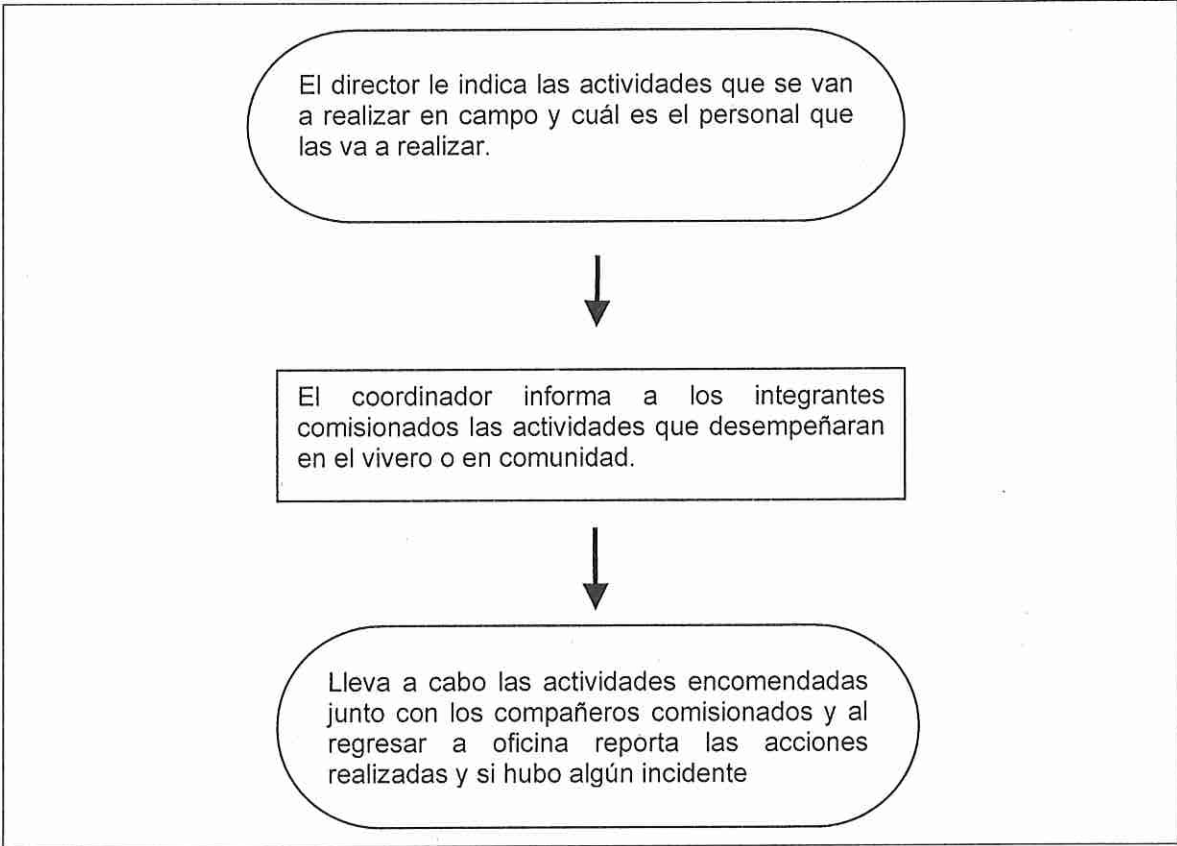 El director le indica las actividades que se van
a realizar en campo y cuál es el personal que
las va a realizar.
El coordinador informa a los integrantes
comisionados las actividades que desempeñaran
en el vivero o en comunidad.
Lleva a cabo las actividades encomendadas
junto con los compañeros comisionados y al
regresar a oficina reporta las acciones
realizadas y si hubo algún incidente